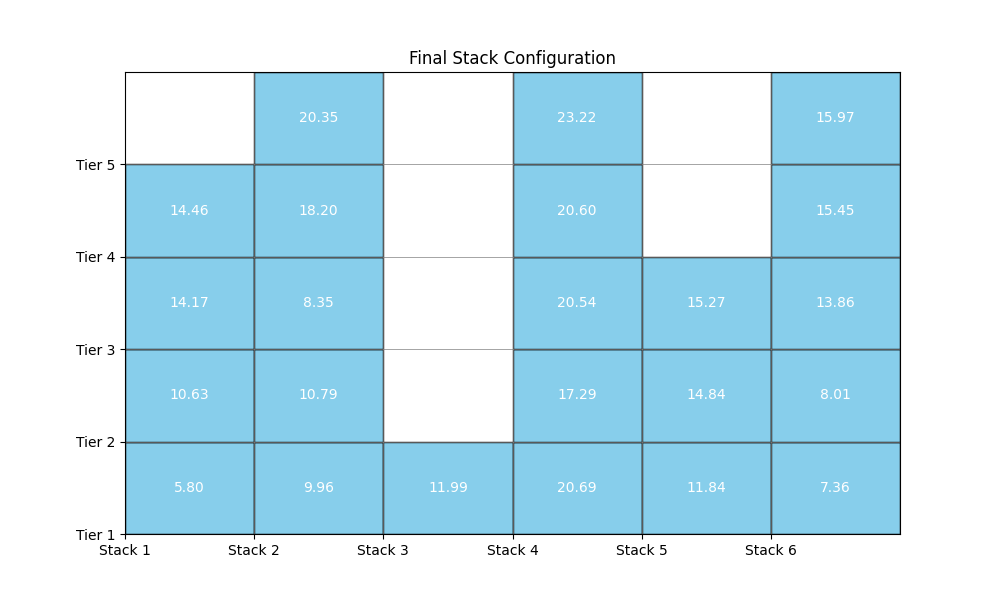 Final Stack Configuration
20.35 23.22 15.97
Tier 5
14.46 18.20 20.60 15.45
Tier 4
14.17 8.35 20.54 15.27 13.86
Tier 3
10.63 10.79 17.29 14.84 8.01
Tier 2
5.80 9.96 11.99 20.69 11.84 7.36
Tier 1
Stack 1 Stack 2 Stack 3 Stack 4 Stack 5 Stack 6